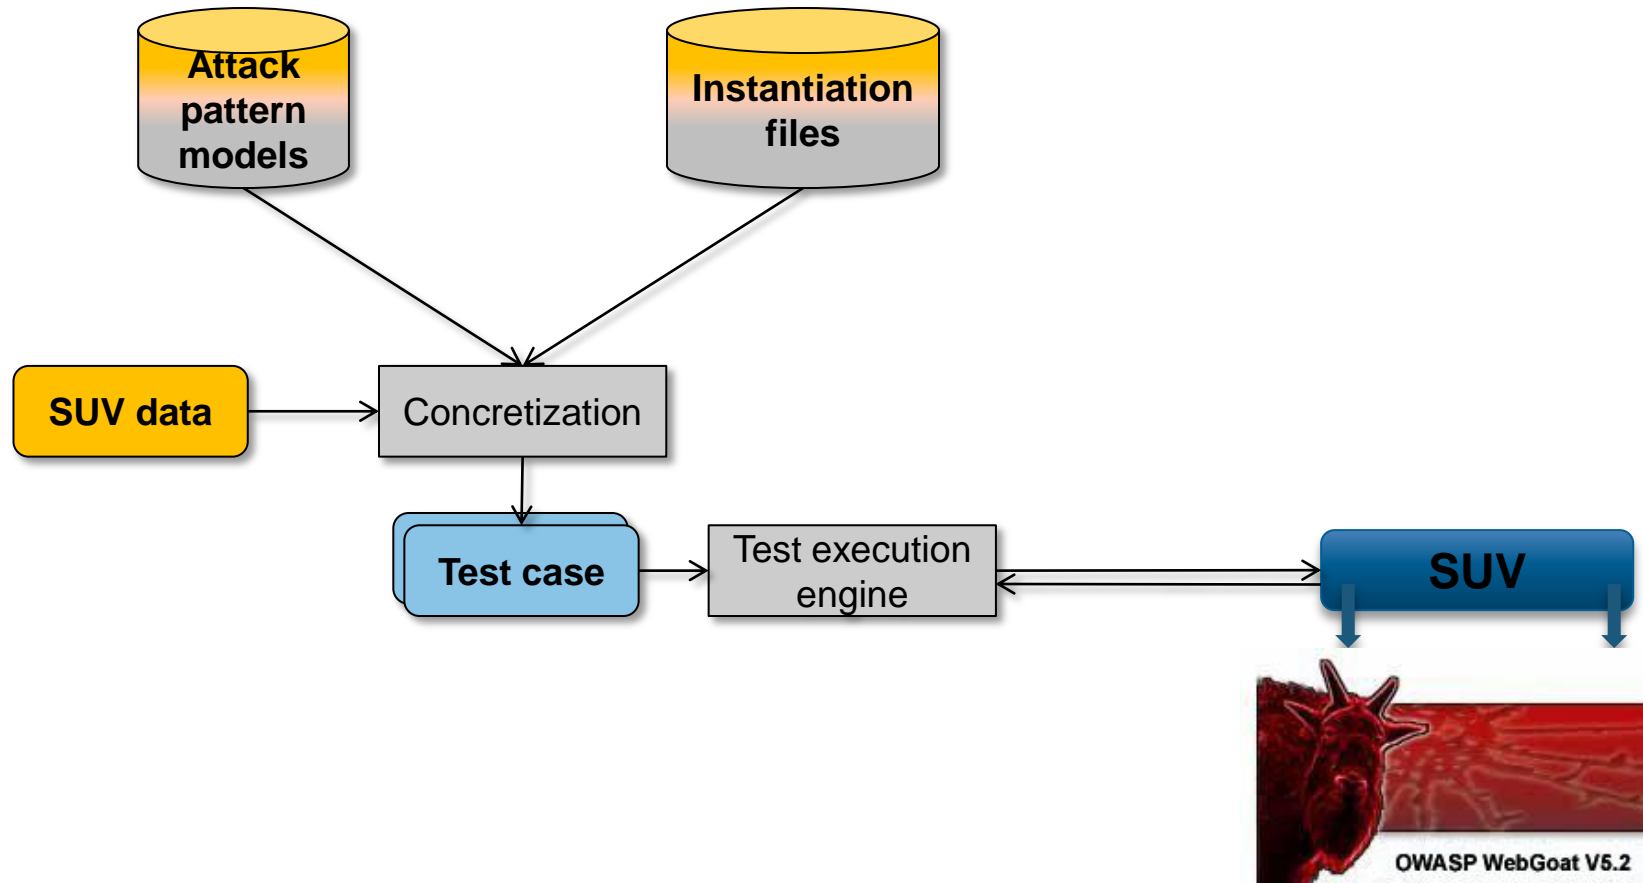 Attack
pattern
models
Instantiation
files
SUV data
Concretization
Test case
Test execution
engine
SUV
OWASP WebGoat V5.2